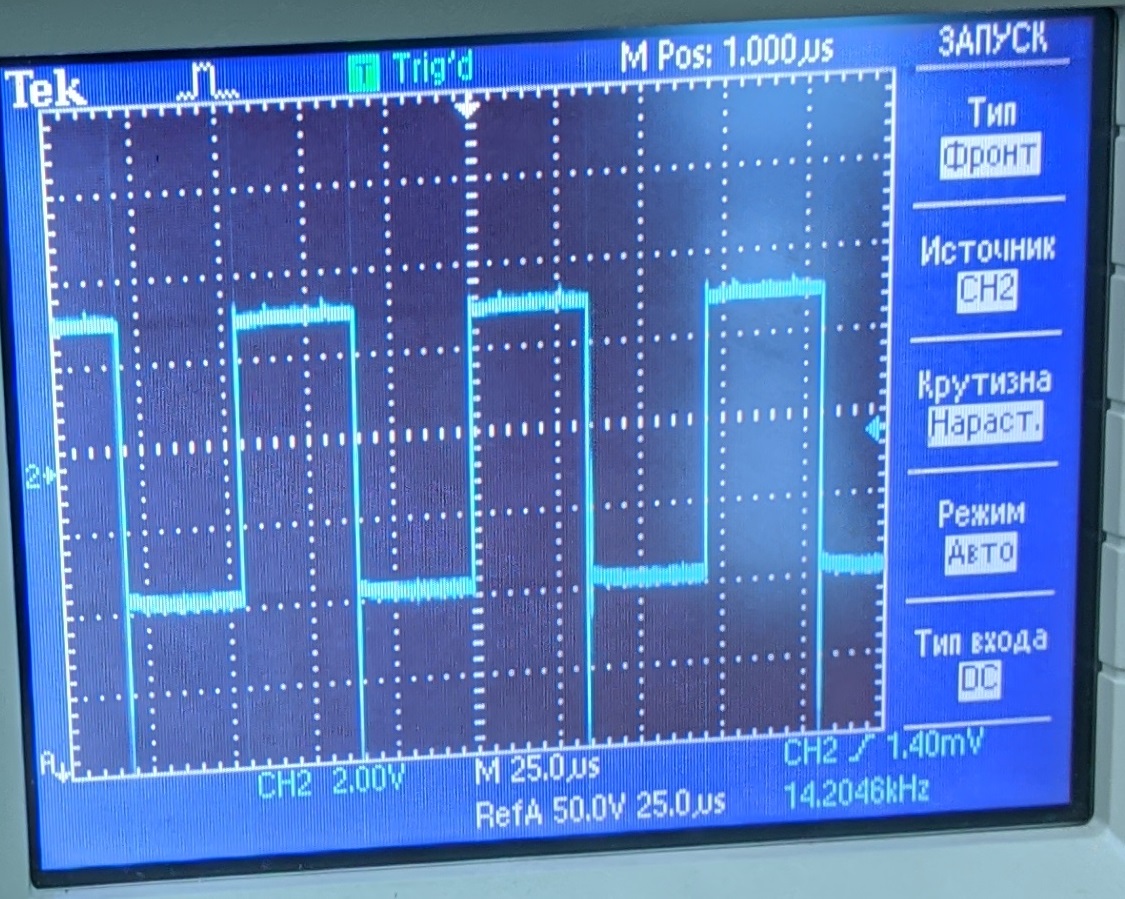 Tek T Trig'd M Pos: 1.000µs
ЗАПУСК
Тип
Фронт
Источник
CH2
Крутизна
Нараст.
Режим
Авто
Тип входа
DC
2
A
CH2 2.00V M 25.0µs CH2 1.40mV
RefA 50.0V 25.0µs 14.2046kHz